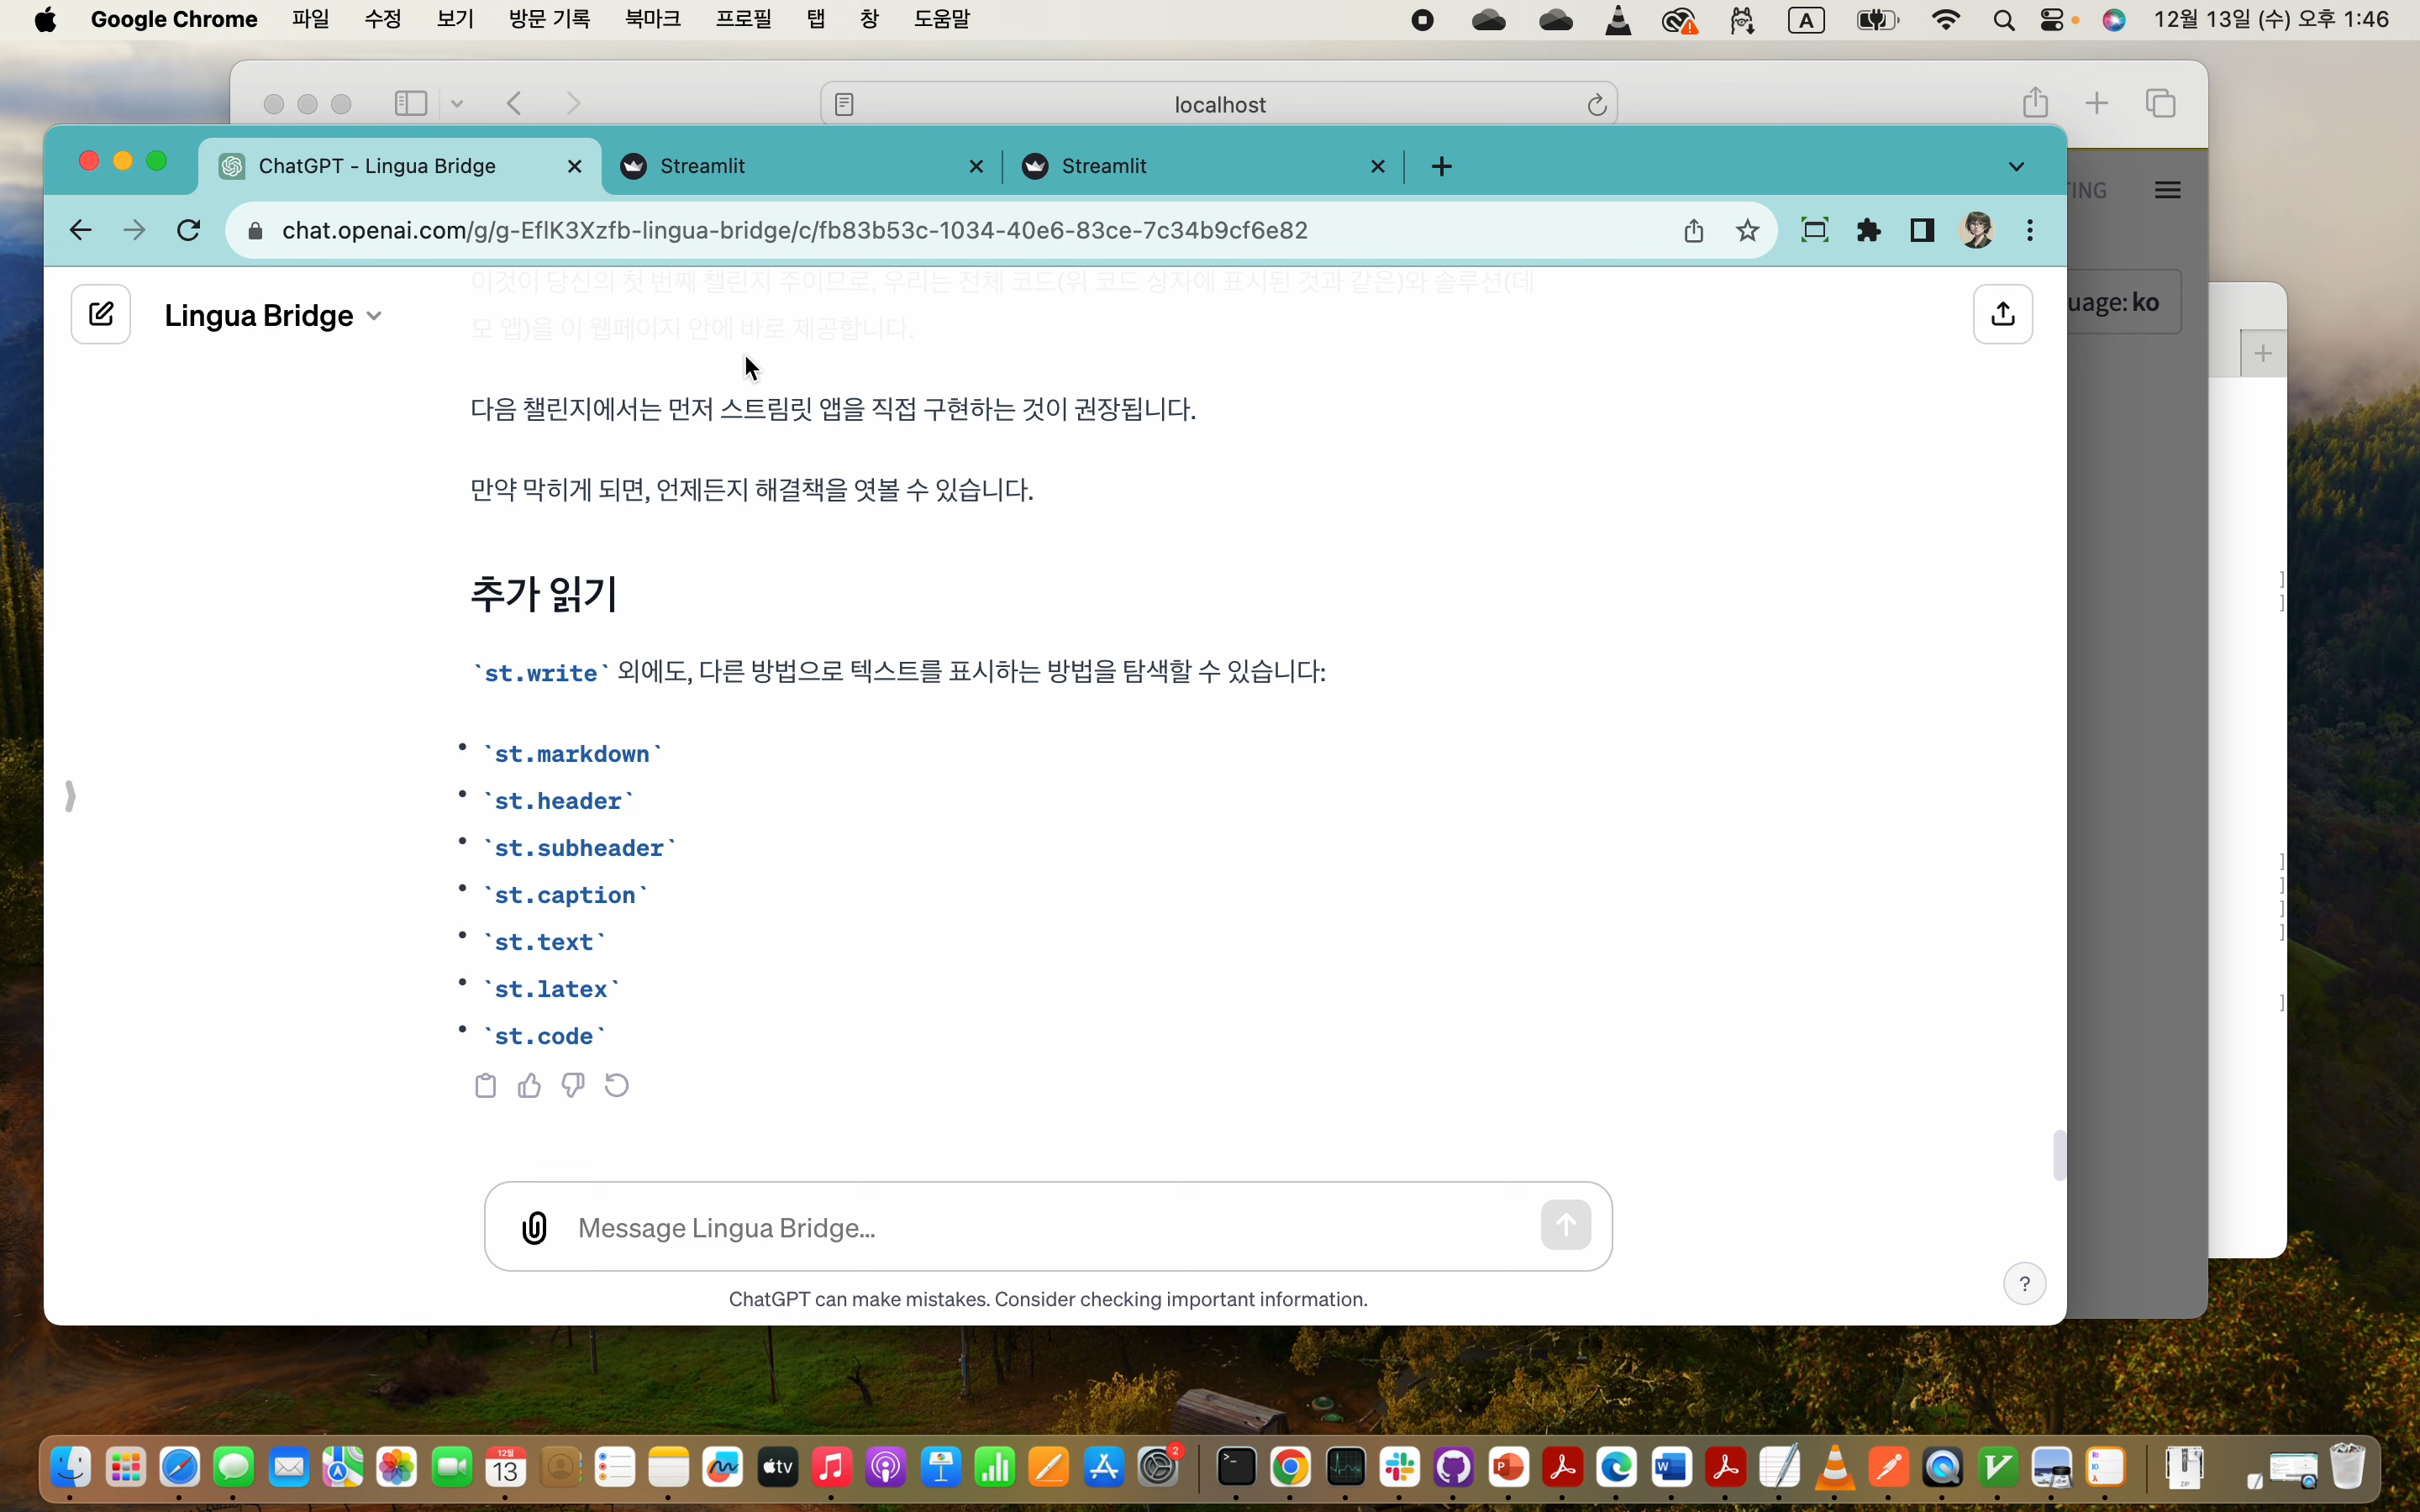 Google Chrome 파일 수정 보기 방문 기록 북마크 프로필 탭 창 도움말 A 12월 13일 (수) 오후 1:46
localhost
ChatGPT - Lingua Bridge Streamlit Streamlit
chat.openai.com/g/g-EflK3Xzfb-lingua-bridge/c/fb83b53c-1034-40e6-83ce-7c34b9cf6e82
TING
uage: ko
이것이 당신의 첫 번째 챌린지 주이므로, 우리는 전체 코드(위 코드 상자에 표시된 것과 같은)와 솔루션(데
모 앱)을 이 웹페이지 안에 바로 제공합니다.
Lingua Bridge
다음 챌린지에서는 먼저 스트림릿 앱을 직접 구현하는 것이 권장됩니다.
만약 막히게 되면, 언제든지 해결책을 엿볼 수 있습니다.
추가 읽기
`st.write` 외에도, 다른 방법으로 텍스트를 표시하는 방법을 탐색할 수 있습니다:
• `st.markdown`
• `st.header`
• `st.subheader`
• `st.caption`
• `st.text`
• `st.latex`
• `st.code`
Message Lingua Bridge...
ChatGPT can make mistakes. Consider checking important information.
?
12월
13
tv
2